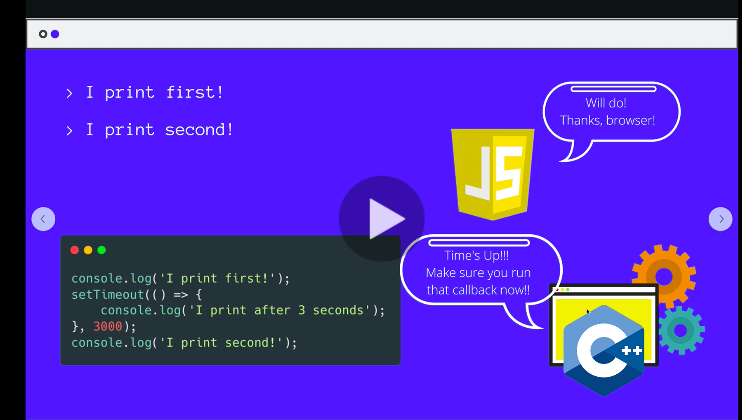 > I print first!
> I print second!
Will do!
Thanks, browser!
JS
Time's Up!!!
Make sure you run
that callback now!!
console.log('I print first!');
setTimeout(() => {
    console.log('I print after 3 seconds');
}, 3000);
console.log('I print second!');
C++